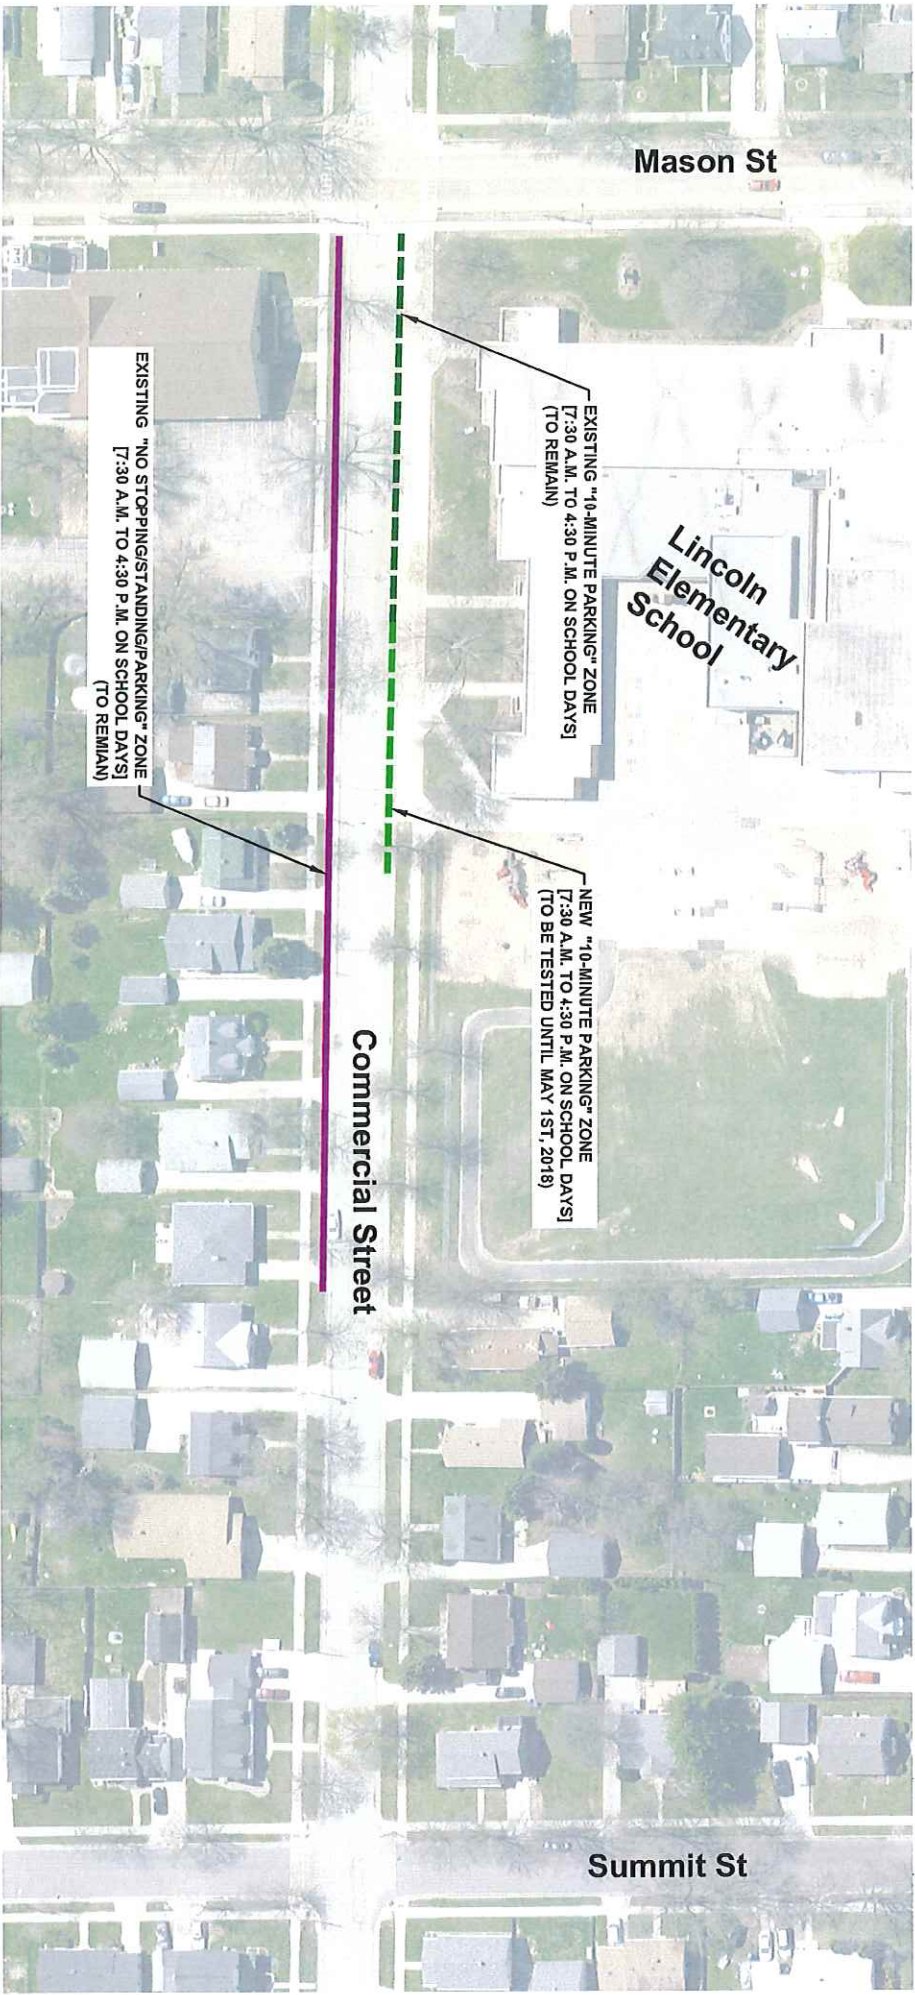 Mason St
Lincoln
Elementary
School
EXISTING "10-MINUTE PARKING" ZONE
[7:30 A.M. TO 4:30 P.M. ON SCHOOL DAYS]
(TO REMAIN)
EXISTING "NO STOPPING/STANDING/PARKING" ZONE
[7:30 A.M. TO 4:30 P.M. ON SCHOOL DAYS]
(TO REMIAN)
NEW "10-MINUTE PARKING" ZONE
[7:30 A.M. TO 4:30 P.M. ON SCHOOL DAYS]
(TO BE TESTED UNTIL MAY 1ST, 2018)
Commercial Street
Summit St